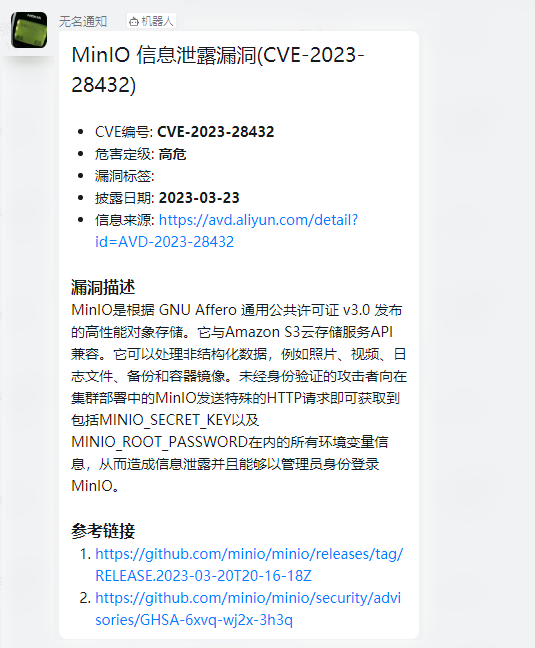 无名通知 机器人
MinIO 信息泄露漏洞(CVE-2023-
28432)
• CVE编号: CVE-2023-28432
• 危害定级: 高危
• 漏洞标签:
• 披露日期: 2023-03-23
• 信息来源: https://avd.aliyun.com/detail?
id=AVD-2023-28432
漏洞描述
MinIO是根据 GNU Affero 通用公共许可证 v3.0 发布
的高性能对象存储。它与Amazon S3云存储服务API
兼容。它可以处理非结构化数据，例如照片、视频、日
志文件、备份和容器镜像。未经身份验证的攻击者向在
集群部署中的MinIO发送特殊的HTTP请求即可获取到
包括MINIO_SECRET_KEY以及
MINIO_ROOT_PASSWORD在内的所有环境变量信
息，从而造成信息泄露并且能够以管理员身份登录
MinIO。
参考链接
1. https://github.com/minio/minio/releases/tag/
RELEASE.2023-03-20T20-16-18Z
2. https://github.com/minio/minio/security/advi
sories/GHSA-6xvq-wj2x-3h3q